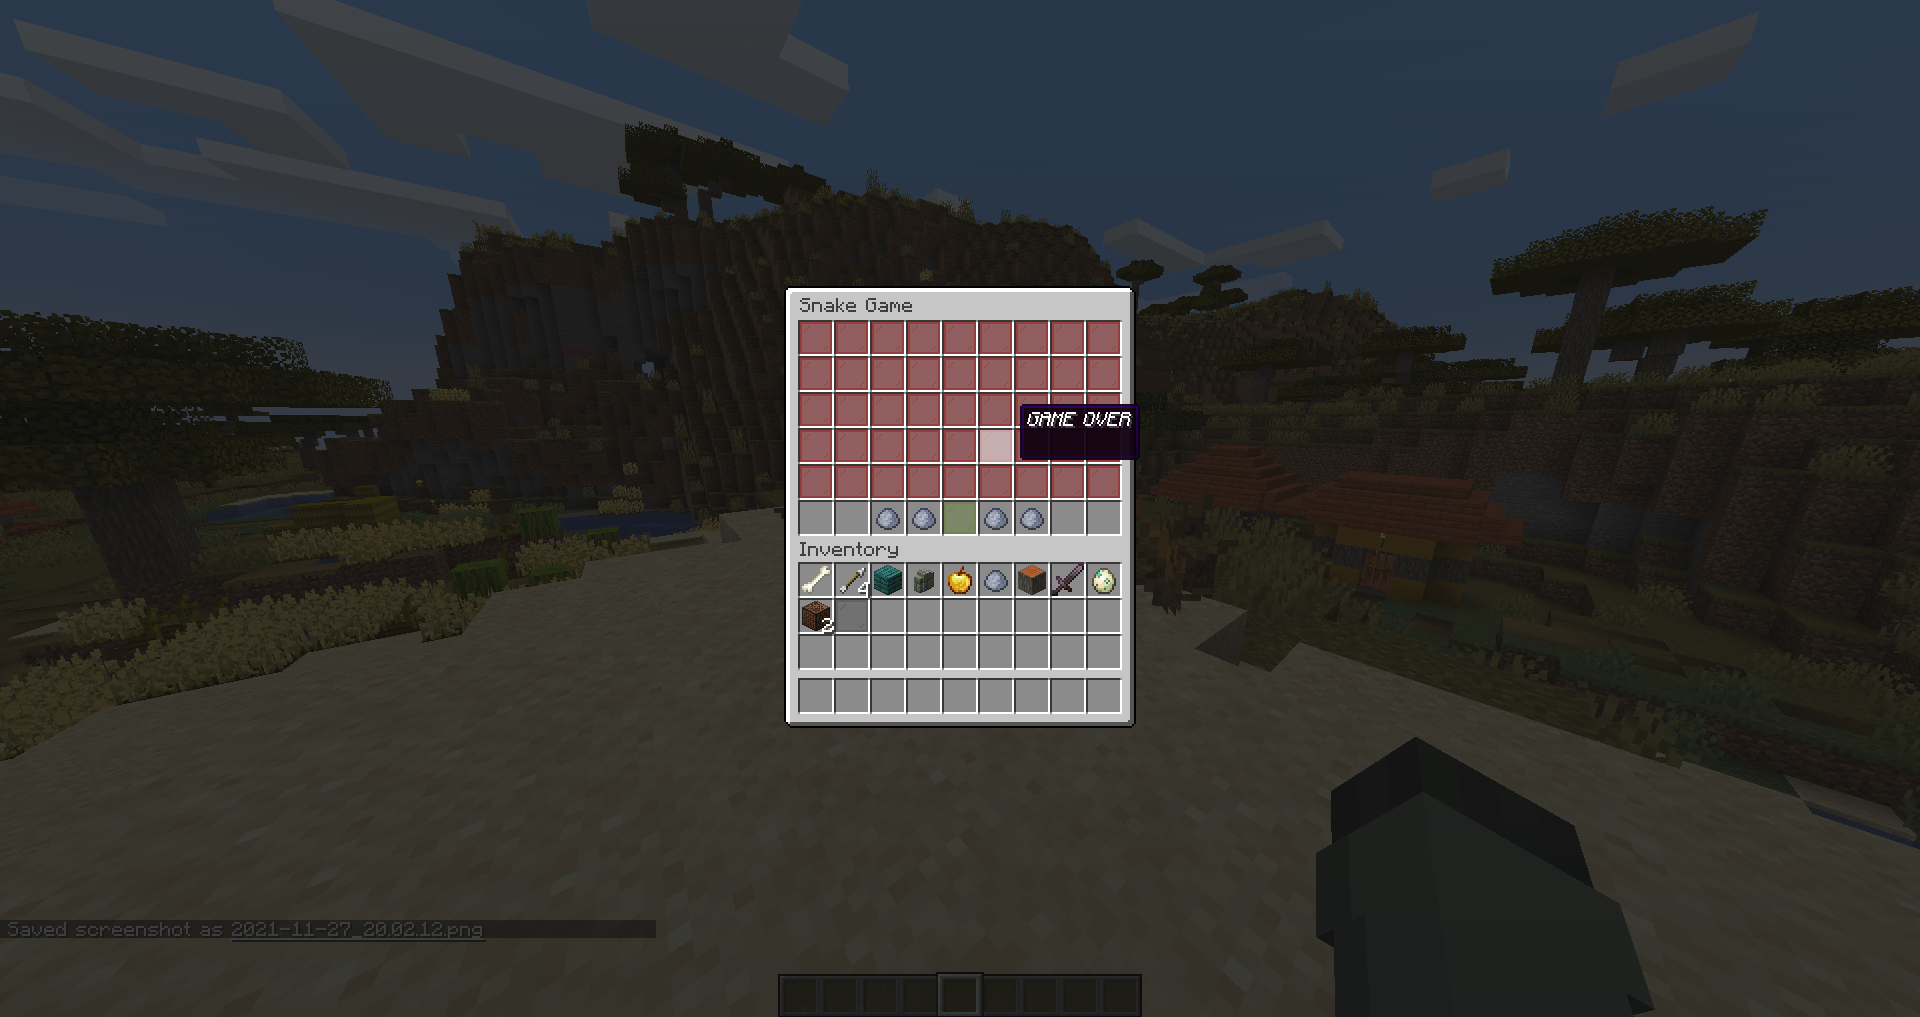 Snake Game
GAME OVER
Inventory
4
2
Saved screenshot as 2021-11-27_20.02.12.png